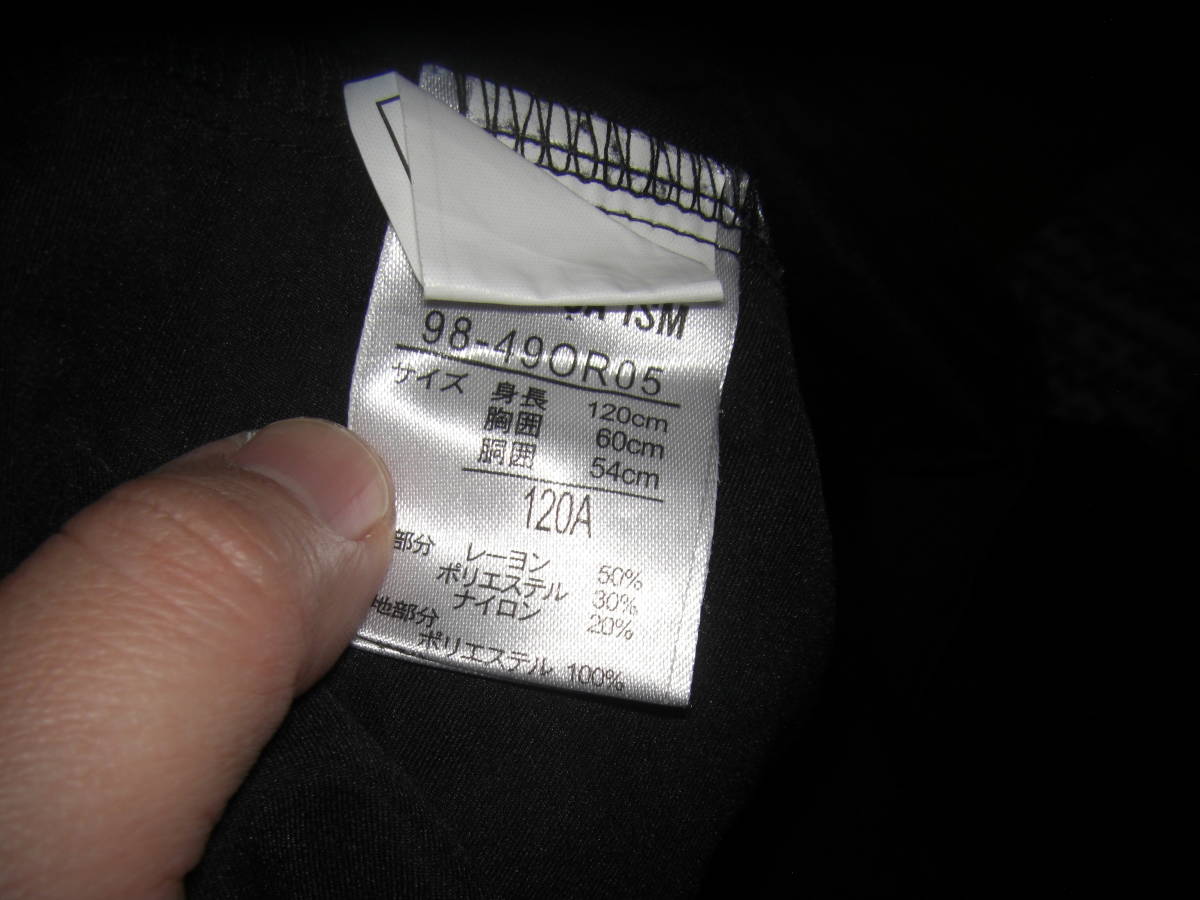 ISM
98-49OR05
サイズ 身長 120cm
胸囲 60cm
胴囲 54cm
120A
部分 レーヨン 50%
ポリエステル 30%
ナイロン 20%
地部分
ポリエステル 100%